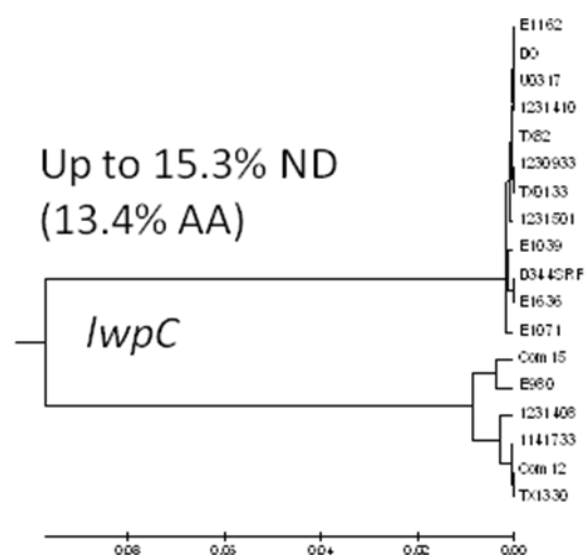 E1162
DO
U0317
1231410
TX82
1230933
TX0133
1231501
Up to 15.3% ND
(13.4% AA)
E1039
D344SRF
E1636
E1071
lwpC
Com 15
E980
1231408
1141733
Com 12
TX1330
0.08 0.06 0.04 0.02 0.00